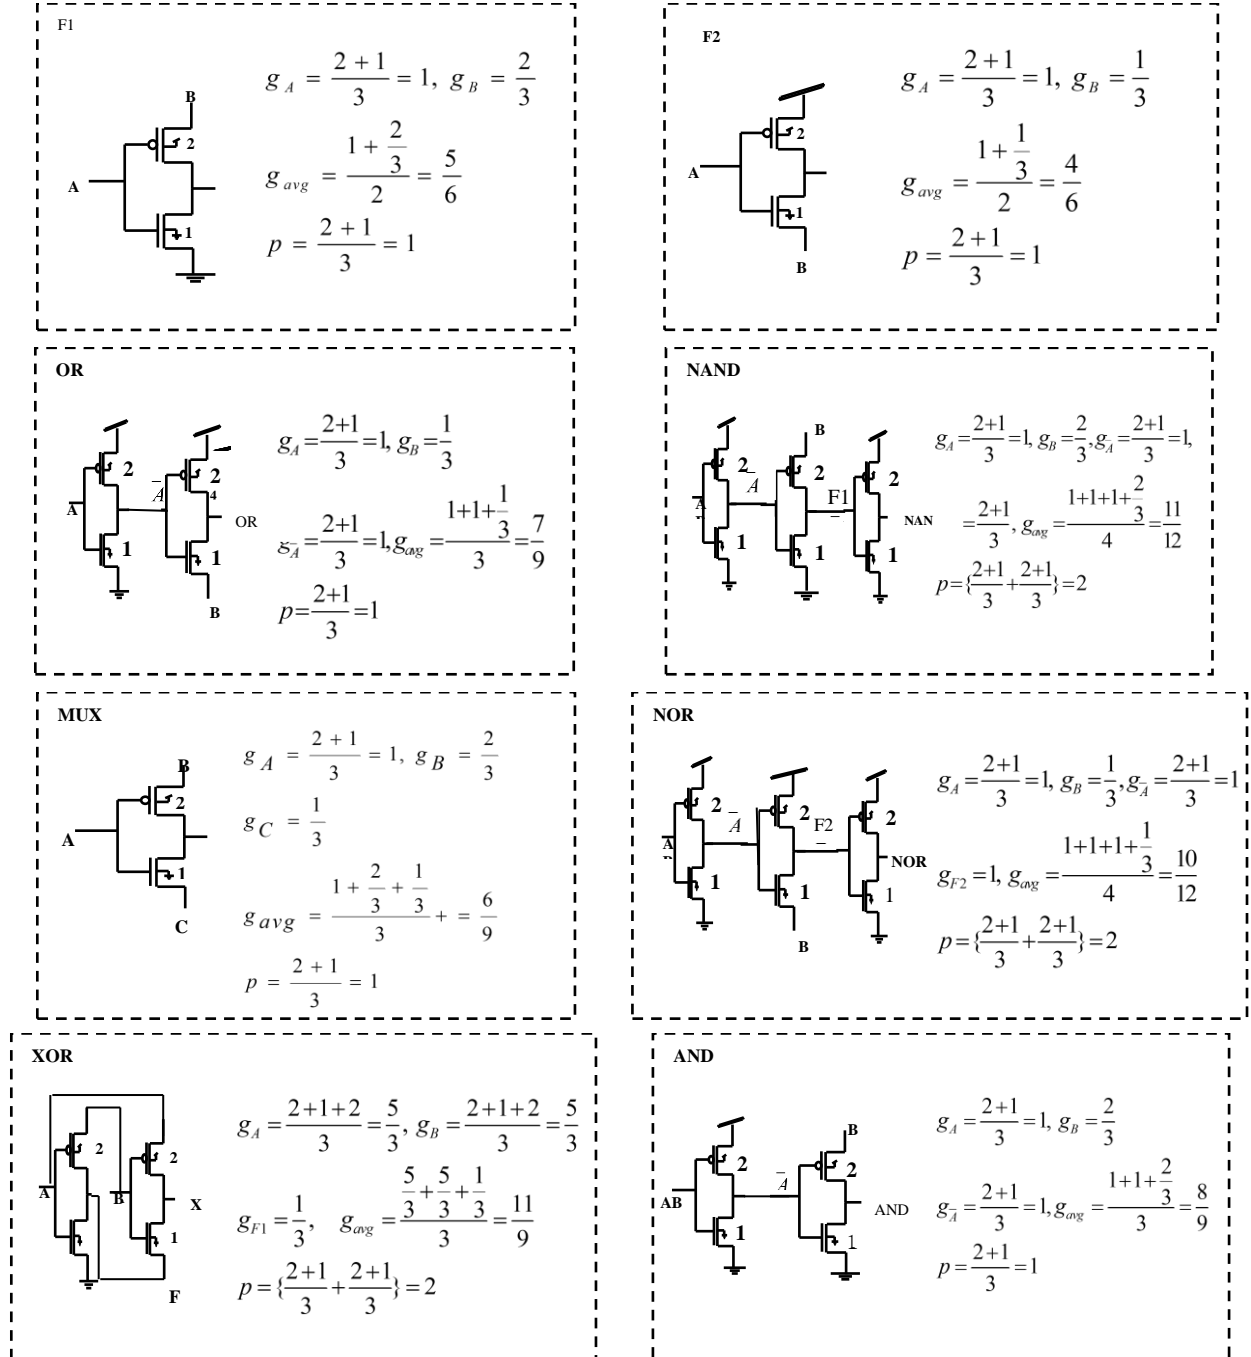 F1
B
2
A
1
g_A = (2 + 1)/3 = 1, g_B = 2/3
g_avg = (1 + 2/3)/2 = 5/6
p = (2 + 1)/3 = 1
F2
2
A
1
B
g_A = (2+1)/3 = 1, g_B = 1/3
g_avg = (1+1/3)/2 = 4/6
p = (2+1)/3 = 1
OR
2
2
A̅
4
A
OR
1
1
B
g_A = (2+1)/3 = 1, g_B = 1/3
g_A̅ = (2+1)/3 = 1, g_avg = (1+1+1/3)/3 = 7/9
p = (2+1)/3 = 1
NAND
B
2
2
2
A̅
F1
A
NAN
1
1
1
g_A = (2+1)/3 = 1, g_B = 2/3, g_A = (2+1)/3 = 1,
= (2+1)/3, g_avg = (1+1+1+2/3)/4 = 11/12
p = {(2+1)/3 + (2+1)/3} = 2
MUX
B
2
A
1
C
g_A = (2 + 1)/3 = 1, g_B = 2/3
g_C = 1/3
g_avg = (1 + 2/3 + 1/3)/3 + = 6/9
p = (2 + 1)/3 = 1
NOR
2
2
2
A̅
F2
A
NOR
1
1
1
B
g_A = (2+1)/3 = 1, g_B = 1/3, g_A̅ = (2+1)/3 = 1
g_F2 = 1, g_avg = (1+1+1+1/3)/4 = 10/12
p = {(2+1)/3 + (2+1)/3} = 2
XOR
2
2
A
B
X
1
F
g_A = (2+1+2)/3 = 5/3, g_B = (2+1+2)/3 = 5/3
g_F1 = 1/3, g_avg = (5/3+5/3+1/3)/3 = 11/9
p = {(2+1)/3 + (2+1)/3} = 2
AND
B
2
2
A̅
AB
AND
1
1
g_A = (2+1)/3 = 1, g_B = 2/3
g_A̅ = (2+1)/3 = 1, g_avg = (1+1+2/3)/3 = 8/9
p = (2+1)/3 = 1